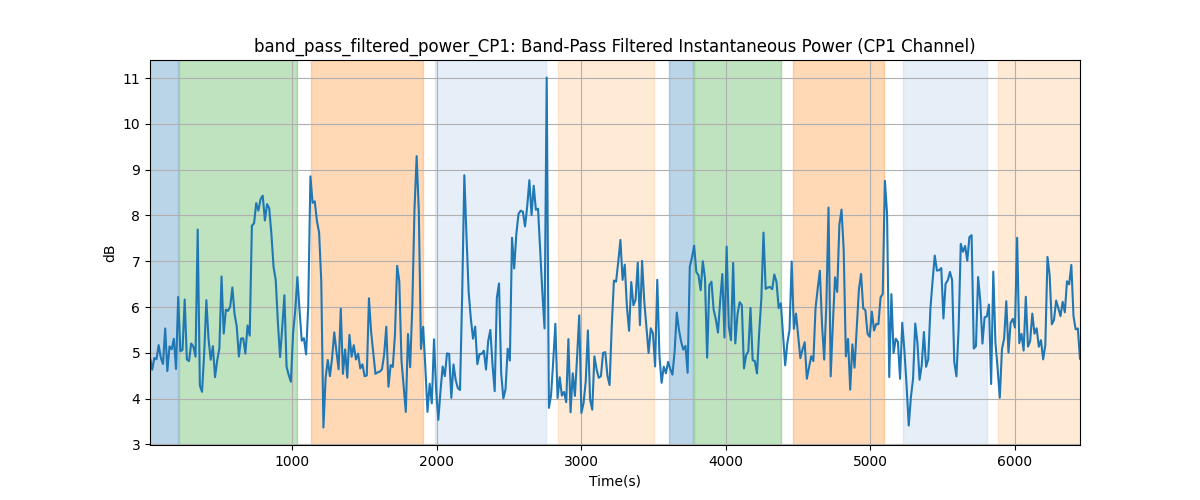 band_pass_filtered_power_CP1: Band-Pass Filtered Instantaneous Power (CP1 Channel)
11
10
9
8
7
6
5
4
3
dB
1000 2000 3000 4000 5000 6000
Time(s)